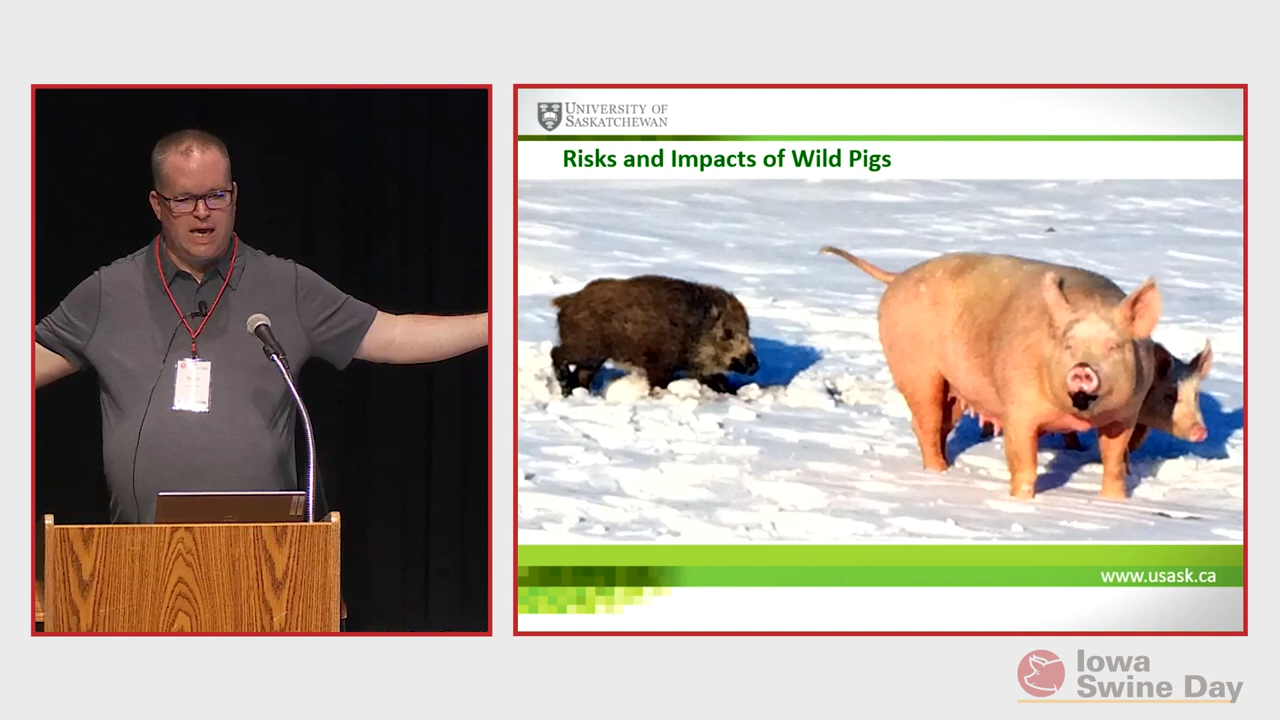 UNIVERSITY OF
SASKATCHEWAN
Risks and Impacts of Wild Pigs
www.usask.ca
Iowa
Swine Day